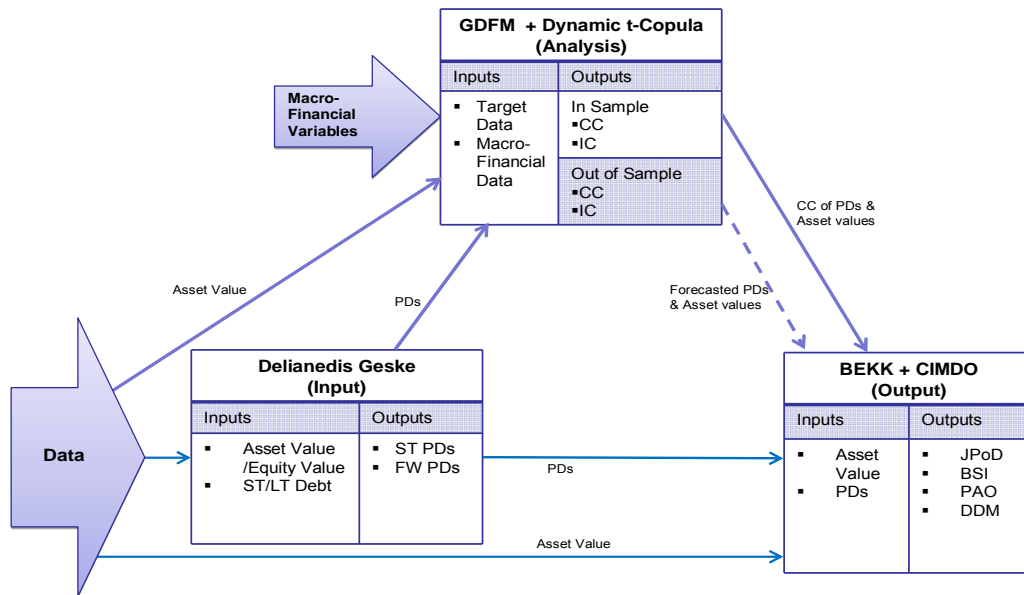 GDFM + Dynamic t-Copula
(Analysis)
Inputs
Outputs
▪ Target
Data
▪ Macro-
Financial
Data
In Sample
▪CC
▪IC
Out of Sample
▪CC
▪IC
Macro-
Financial
Variables
CC of PDs &
Asset values
Asset Value
PDs
Forecasted PDs
& Asset values
Data
Delianedis Geske
(Input)
Inputs
Outputs
▪ Asset Value
/Equity Value
▪ ST/LT Debt
▪ ST PDs
▪ FW PDs
PDs
Asset Value
BEKK + CIMDO
(Output)
Inputs
Outputs
▪ Asset
Value
▪ PDs
▪ JPoD
▪ BSI
▪ PAO
▪ DDM